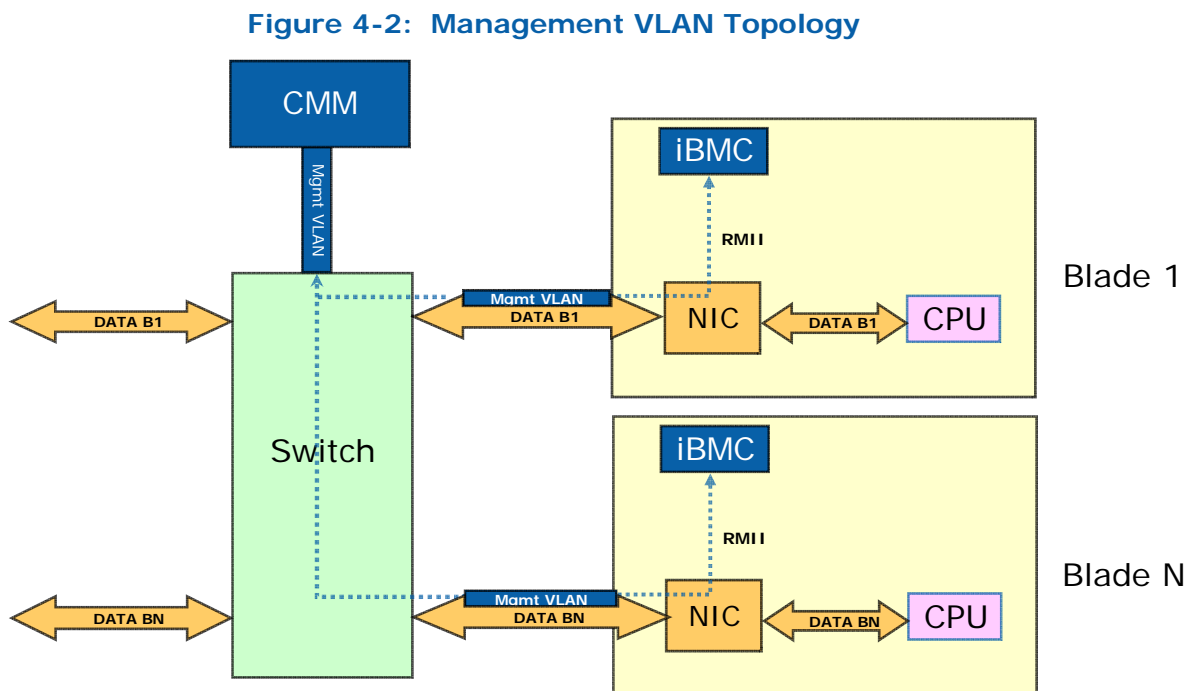 Figure 4-2: Management VLAN Topology
CMM
Mgmt VLAN
iBMC
RMII
Blade 1
Mgmt VLAN
DATA B1
DATA B1
NIC
DATA B1
CPU
Switch
iBMC
RMII
Blade N
Mgmt VLAN
DATA BN
DATA BN
NIC
DATA BN
CPU